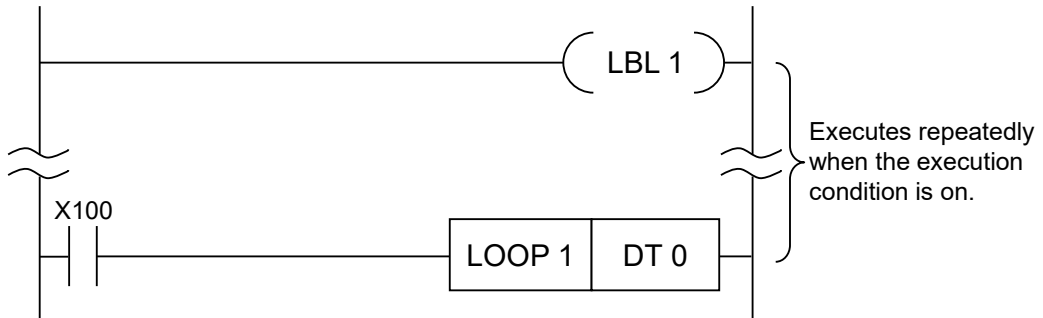 LBL 1
Executes repeatedly
when the execution
condition is on.
X100
LOOP 1 DT 0